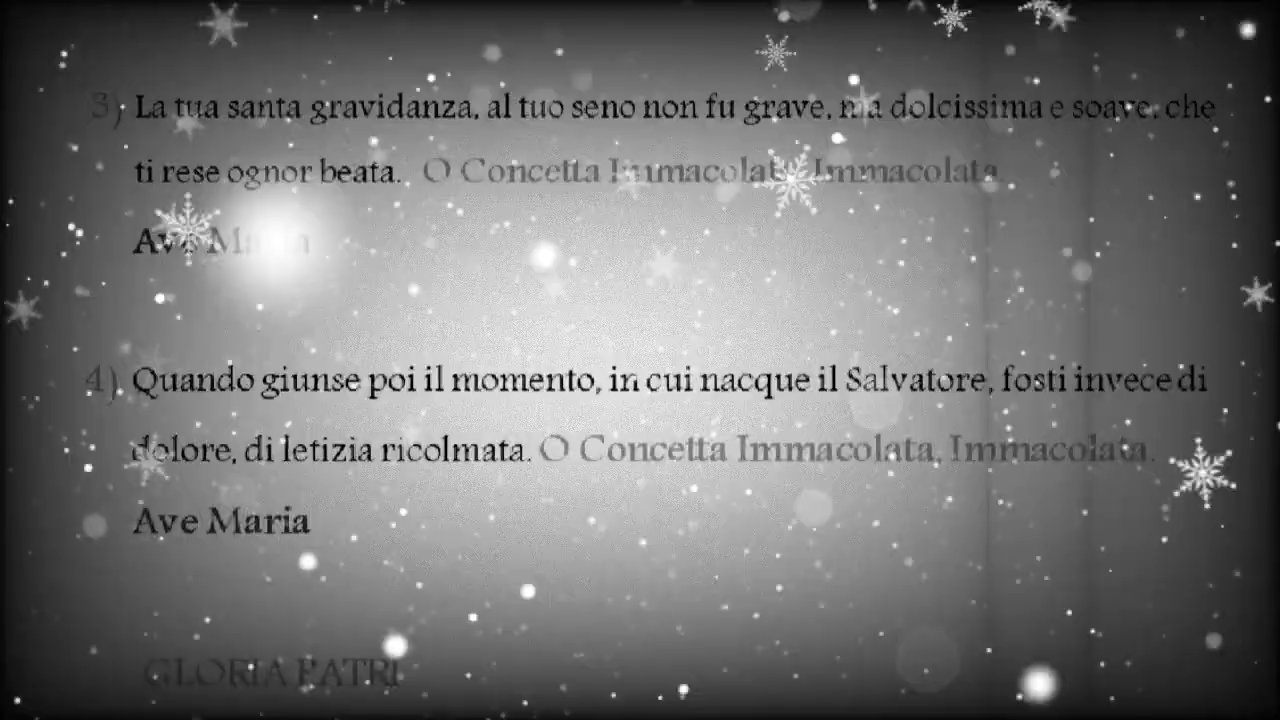 3) La tua santa gravidanza, al tuo seno non fu grave, ma dolcissima e soave, che
ti rese ognor beata. O Concetta Immacolata, Immacolata.
Ave Maria
4) Quando giunse poi il momento, in cui nacque il Salvatore, fosti invece di
dolore, di letizia ricolmata. O Concetta Immacolata, Immacolata.
Ave Maria
GLORIA PATRI